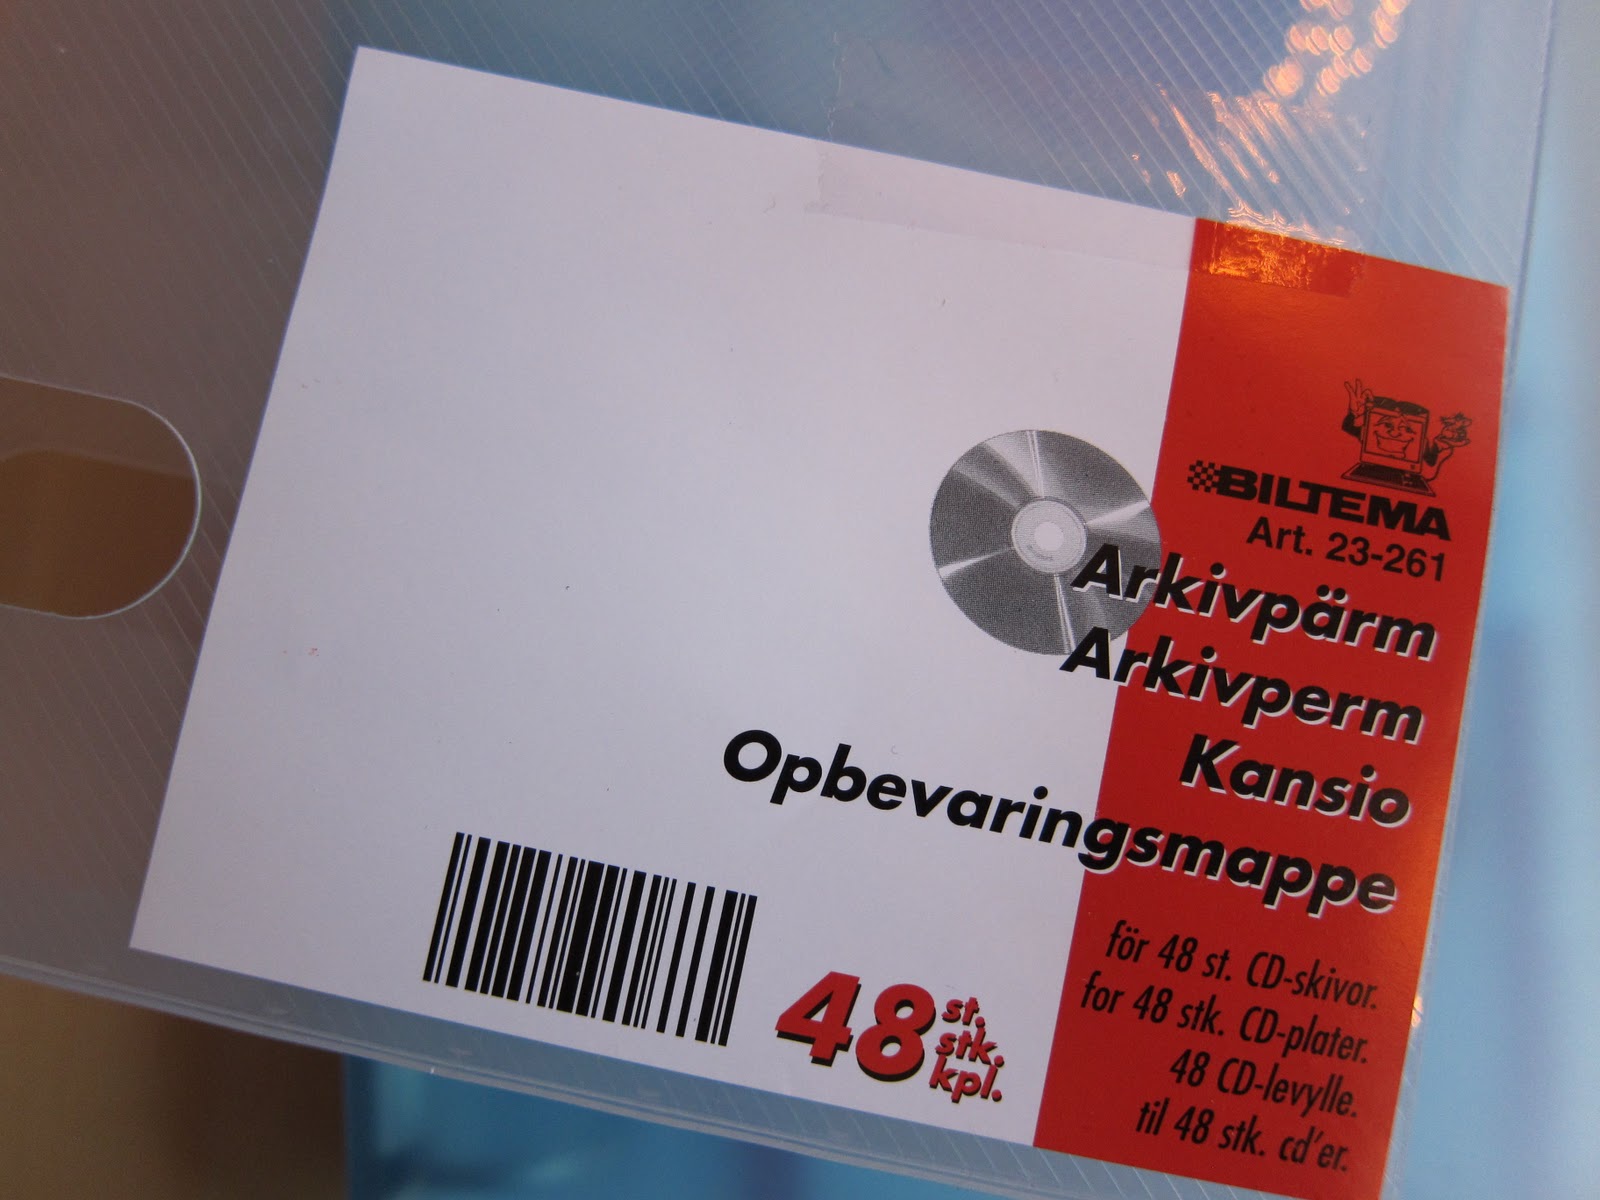 BILTEMA
Art. 23-261
Arkivpärm
Arkivperm
Kansio
Opbevaringsmappe
för 48 st. CD-skivor.
for 48 stk. CD-plater.
48 CD-levylle.
til 48 stk. cd'er.
48 st.
stk.
kpl.